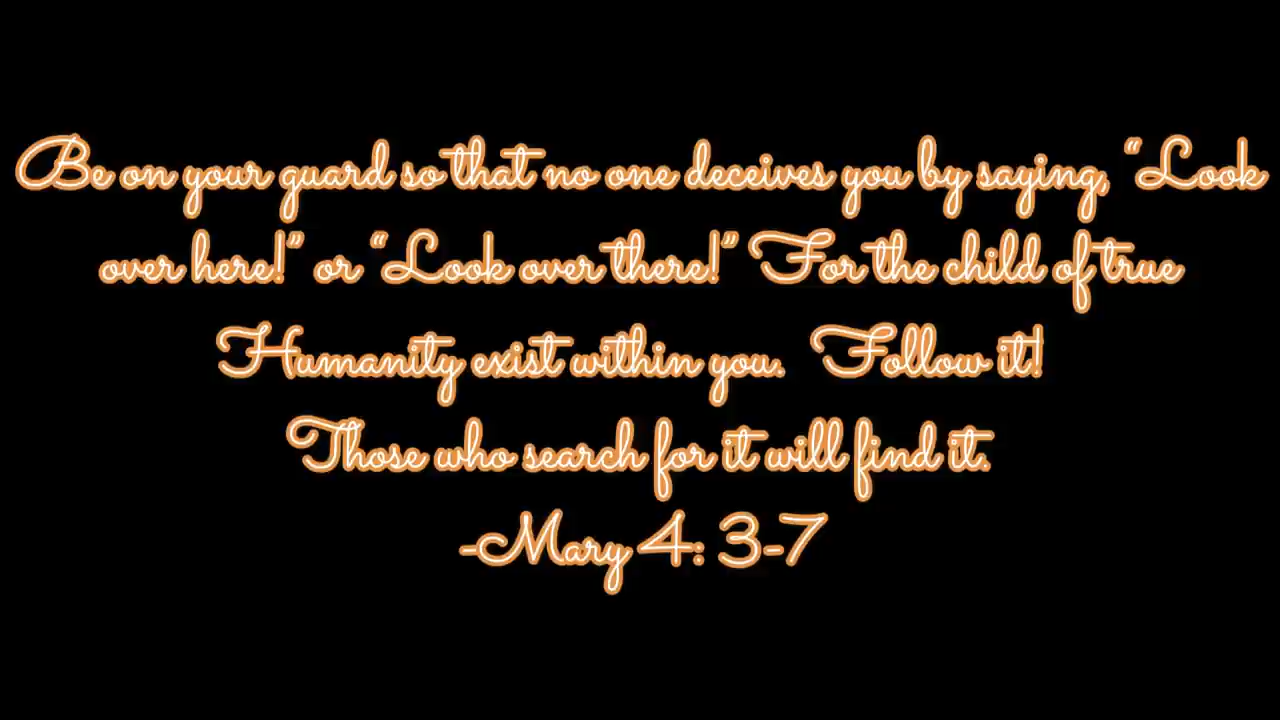 Be on your guard so that no one deceives you by saying, "Look
over here!" or "Look over there!" For the child of true
Humanity exist within you. Follow it!
Those who search for it will find it.
-Mary 4: 3-7